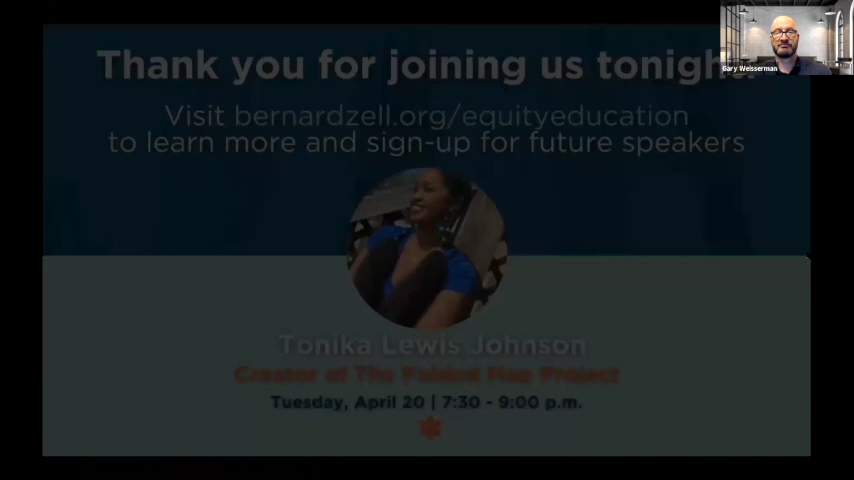 Thank you for joining us tonight.
Visit bernardzell.org/equityeducation
to learn more and sign-up for future speakers
Tonika Lewis Johnson
Creator of The Folded Map Project
Tuesday, April 20 | 7:30 - 9:00 p.m.
Gary Weisserman